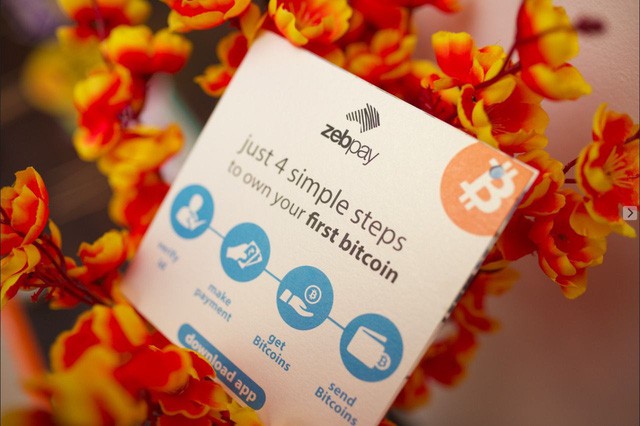 zebpay
just 4 simple steps
to own your first bitcoin
verify
id
make
payment
get
Bitcoins
send
Bitcoins
download app